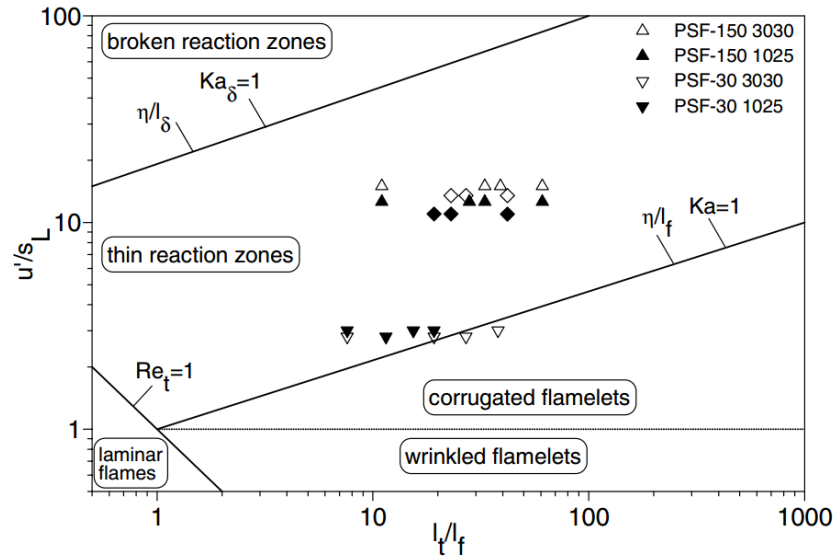 100
broken reaction zones
PSF-150 3030
PSF-150 1025
PSF-30 3030
PSF-30 1025
Ka_δ=1
η/l_δ
10
thin reaction zones
η/l_f
Ka=1
u'/s_L
Re_t=1
corrugated flamelets
1
laminar
flames
wrinkled flamelets
1
10
100
1000
l_t/l_f